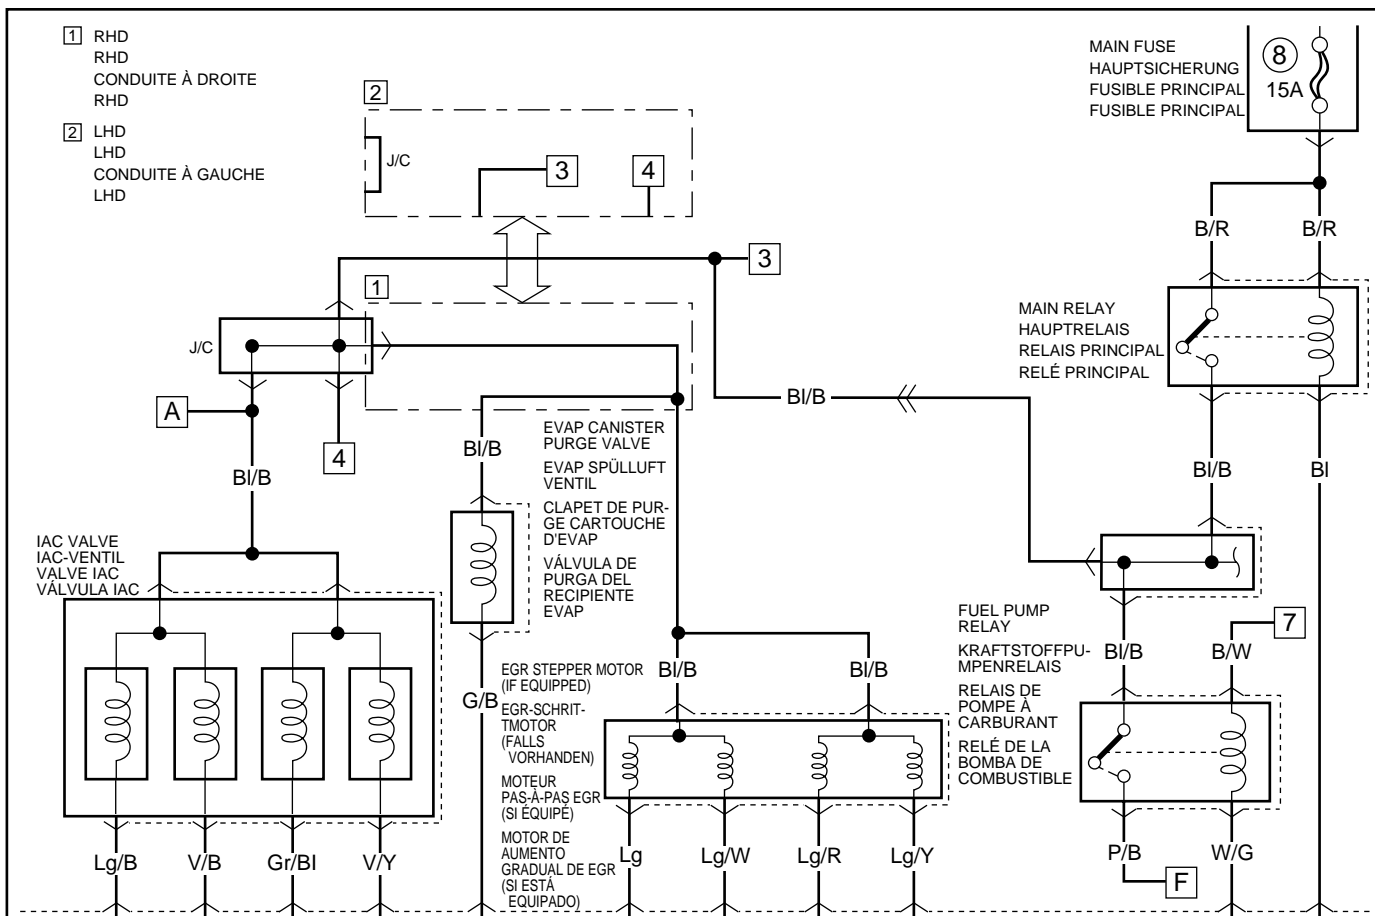 1 RHD
RHD
CONDUITE À DROITE
RHD
2 LHD
LHD
CONDUITE À GAUCHE
LHD
2
J/C
3
4
MAIN FUSE
HAUPTSICHERUNG
FUSIBLE PRINCIPAL
FUSIBLE PRINCIPAL
8
15A
B/R
B/R
3
1
J/C
MAIN RELAY
HAUPTRELAIS
RELAIS PRINCIPAL
RELÉ PRINCIPAL
A
4
Bl/B
Bl/B
Bl/B
Bl/B
Bl
EVAP CANISTER
PURGE VALVE
EVAP SPÜLLUFT
VENTIL
CLAPET DE PUR-
GE CARTOUCHE
D'EVAP
VÁLVULA DE
PURGA DEL
RECIPIENTE
EVAP
IAC VALVE
IAC-VENTIL
VALVE IAC
VÁLVULA IAC
FUEL PUMP
RELAY
KRAFTSTOFFPU-
MPENRELAIS
RELAIS DE
POMPE À
CARBURANT
RELÉ DE LA
BOMBA DE
COMBUSTIBLE
Bl/B
B/W
7
G/B
EGR STEPPER MOTOR
(IF EQUIPPED)
EGR-SCHRIT-
TMOTOR
(FALLS
VORHANDEN)
MOTEUR
PAS-À-PAS EGR
(SI ÉQUIPÉ)
MOTOR DE
AUMENTO
GRADUAL DE EGR
(SI ESTÁ
EQUIPADO)
Bl/B
Bl/B
Lg/B
V/B
Gr/Bl
V/Y
Lg
Lg/W
Lg/R
Lg/Y
P/B
W/G
F